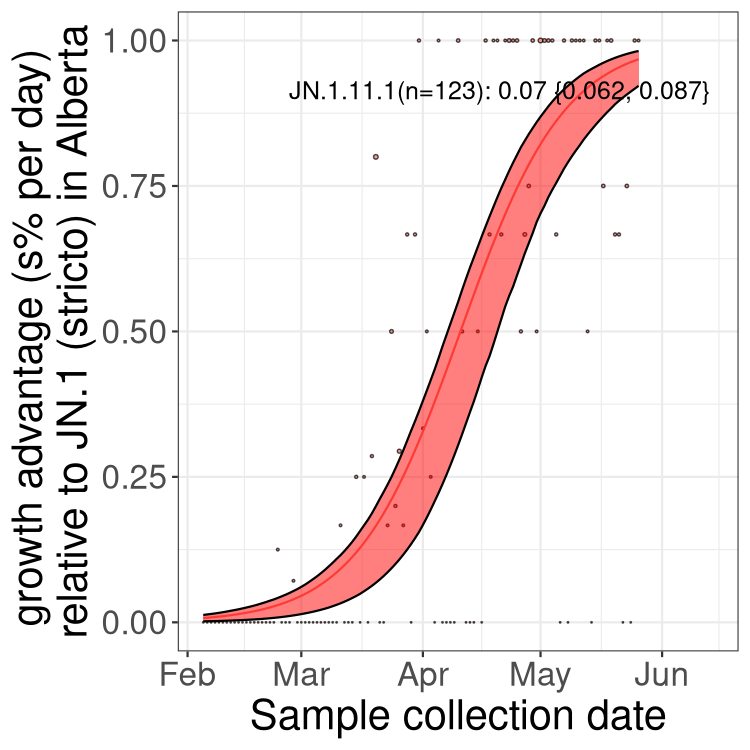 growth advantage (s% per day)
relative to JN.1 (stricto) in Alberta
1.00
0.75
0.50
0.25
0.00
JN.1.11.1(n=123): 0.07 {0.062, 0.087}
Feb Mar Apr May Jun
Sample collection date